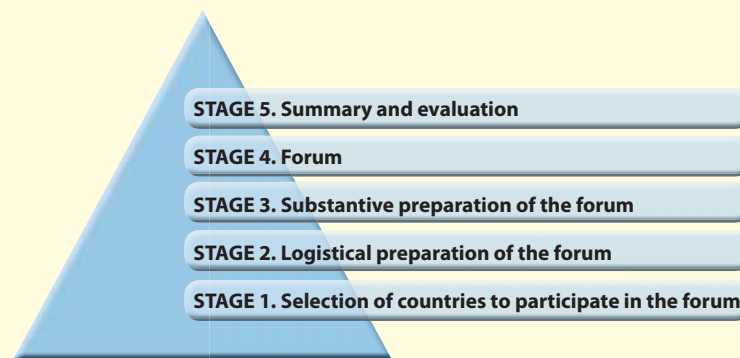 STAGE 5. Summary and evaluation
STAGE 4. Forum
STAGE 3. Substantive preparation of the forum
STAGE 2. Logistical preparation of the forum
STAGE 1. Selection of countries to participate in the forum